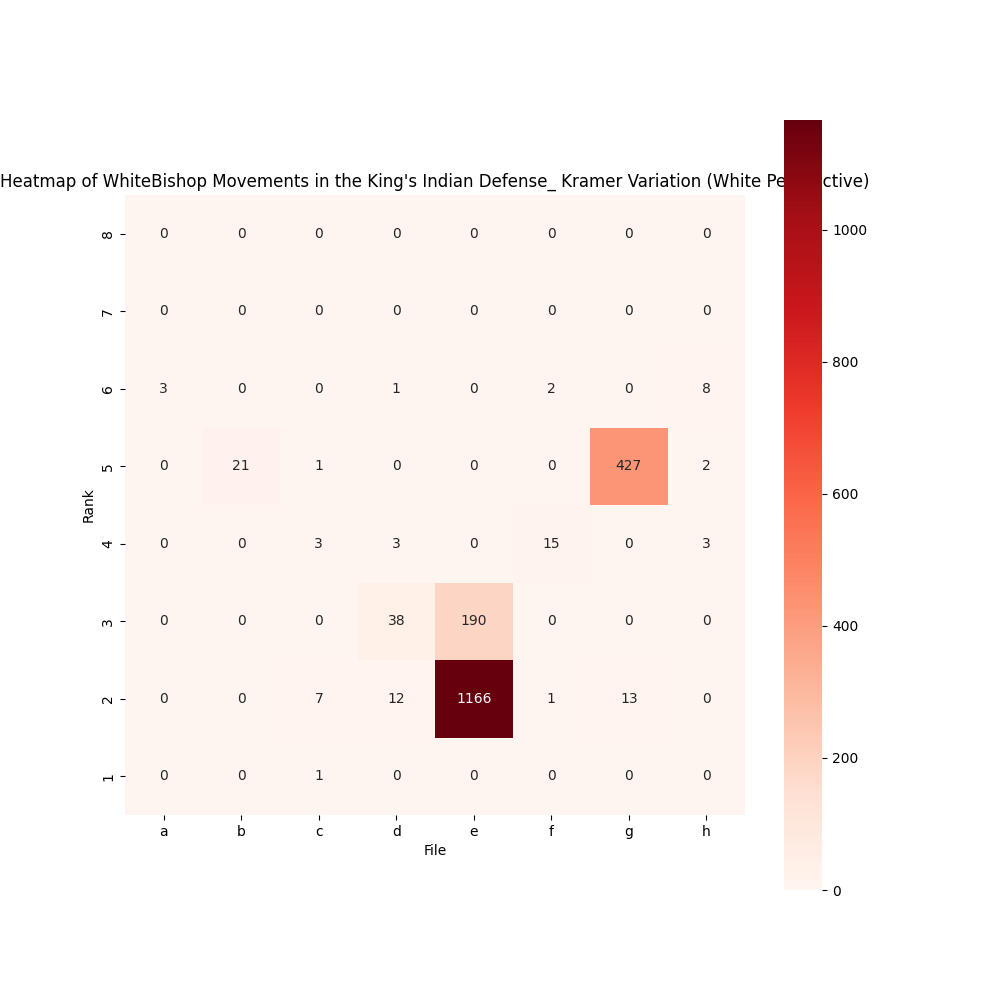 Heatmap of WhiteBishop Movements in the King's Indian Defense_ Kramer Variation (White Pe ctive)
8 0 0 0 0 0 0 0 0
7 0 0 0 0 0 0 0 0
6 3 0 0 1 0 2 0 8
5 0 21 1 0 0 0 427 2
4 0 0 3 3 0 15 0 3
3 0 0 0 38 190 0 0 0
2 0 0 7 12 1166 1 13 0
1 0 0 1 0 0 0 0 0
a b c d e f g h
File
Rank
1000
800
600
400
200
0